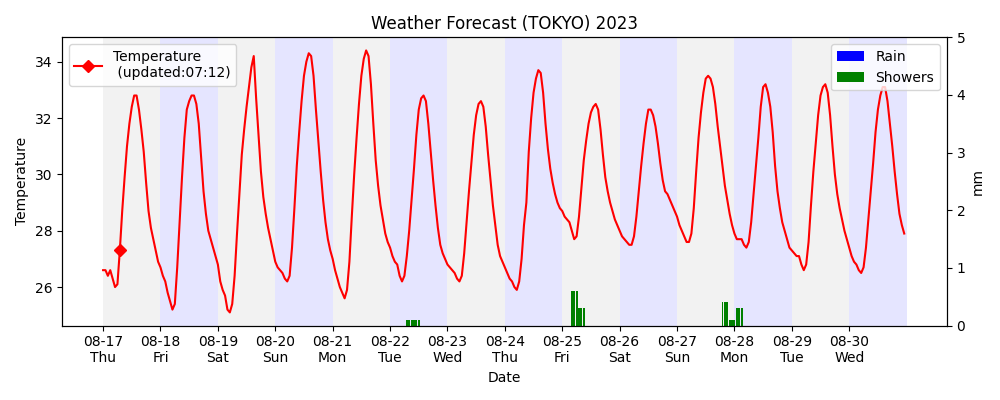 Weather Forecast (TOKYO) 2023
Temperature
(updated:07:12)
Rain
Showers
Temperature
34
32
30
28
26
5
4
3
2
1
0
mm
08-17 08-18 08-19 08-20 08-21 08-22 08-23 08-24 08-25 08-26 08-27 08-28 08-29 08-30
Thu Fri Sat Sun Mon Tue Wed Thu Fri Sat Sun Mon Tue Wed
Date